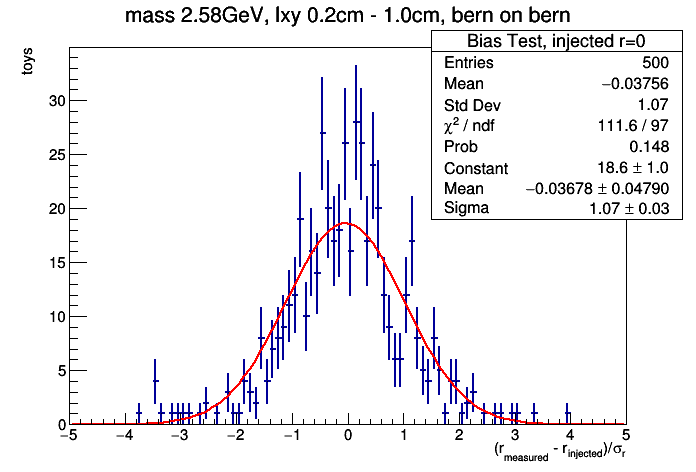 mass 2.58GeV, lxy 0.2cm - 1.0cm, bern on bern
toys
Bias Test, injected r=0
Entries 500
Mean −0.03756
Std Dev 1.07
χ² / ndf 111.6 / 97
Prob 0.148
Constant 18.6 ± 1.0
Mean −0.03678 ± 0.04790
Sigma 1.07 ± 0.03
30
25
20
15
10
5
0
−5 −4 −3 −2 −1 0 1 2 3 4 5
(r_measured - r_injected)/σ_r